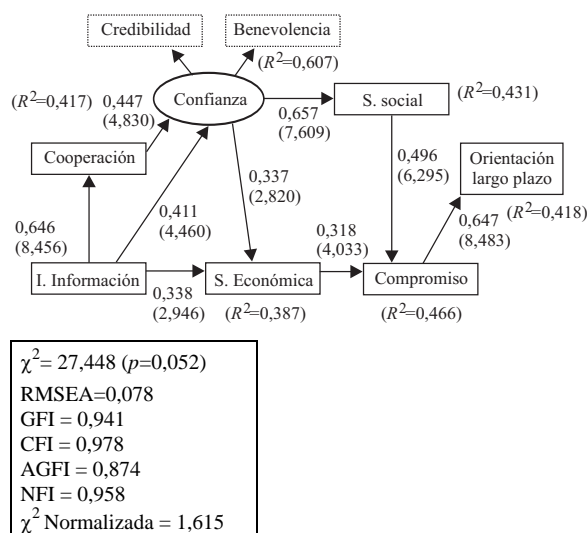 Credibilidad
Benevolencia
(R²=0,607)
(R²=0,417)
0,447
(4,830)
Confianza
0,657
(7,609)
S. social
(R²=0,431)
Cooperación
0,337
(2,820)
0,496
(6,295)
Orientación
largo plazo
0,411
(4,460)
0,646
(8,456)
0,318
(4,033)
0,647
(8,483)
(R²=0,418)
I. Información
0,338
(2,946)
S. Económica
(R²=0,387)
Compromiso
(R²=0,466)
χ²= 27,448 (p=0,052)
RMSEA=0,078
GFI = 0,941
CFI = 0,978
AGFI = 0,874
NFI = 0,958
χ² Normalizada = 1,615